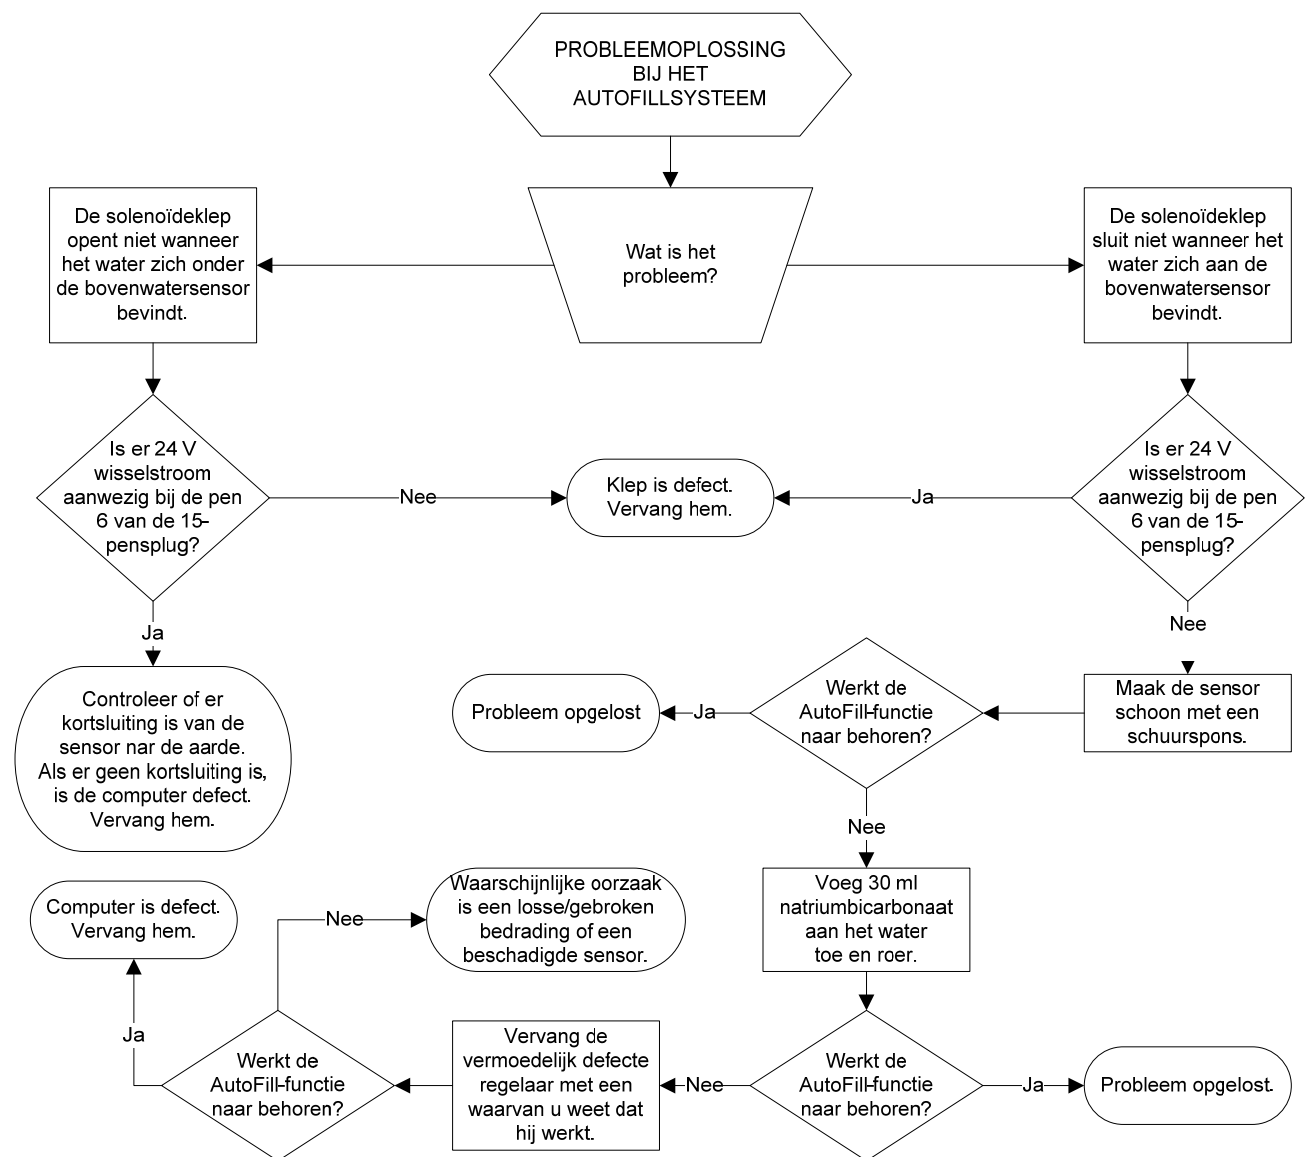 PROBLEEMOPLOSSING
BIJ HET
AUTOFILLSYSTEEM
Wat is het
probleem?
De solenoïdeklep
opent niet wanneer
het water zich onder
de bovenwatersensor
bevindt.
De solenoïdeklep
sluit niet wanneer het
water zich aan de
bovenwatersensor
bevindt.
Is er 24 V
wisselstroom
aanwezig bij de pen
6 van de 15-
pensplug?
Nee
Klep is defect.
Vervang hem.
Ja
Is er 24 V
wisselstroom
aanwezig bij de pen
6 van de 15-
pensplug?
Ja
Nee
Controleer of er
kortsluiting is van de
sensor nar de aarde.
Als er geen kortsluiting is,
is de computer defect.
Vervang hem.
Probleem opgelost
Ja
Werkt de
AutoFill-functie
naar behoren?
Maak de sensor
schoon met een
schuurspons.
Nee
Computer is defect.
Vervang hem.
Nee
Waarschijnlijke oorzaak
is een losse/gebroken
bedrading of een
beschadigde sensor.
Voeg 30 ml
natriumbicarbonaat
aan het water
toe en roer.
Ja
Werkt de
AutoFill-functie
naar behoren?
Vervang de
vermoedelijk defecte
regelaar met een
waarvan u weet dat
hij werkt.
Nee
Werkt de
AutoFill-functie
naar behoren?
Ja
Probleem opgelost.